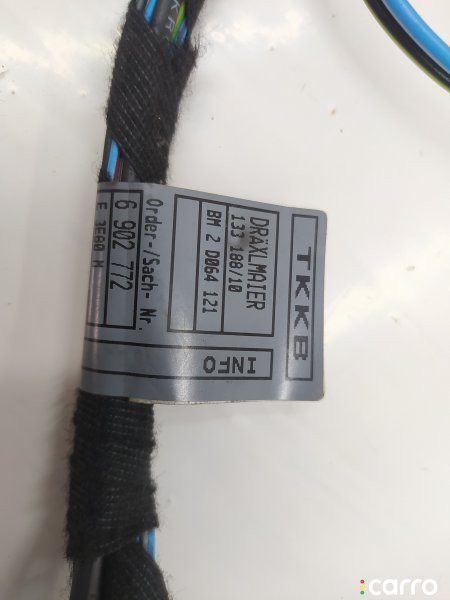 TKKB
DRÄXLMAIER
133 188/10
BM 2 D064 121
INFO
Order-/Sach- Nr.
6 902 772
carro